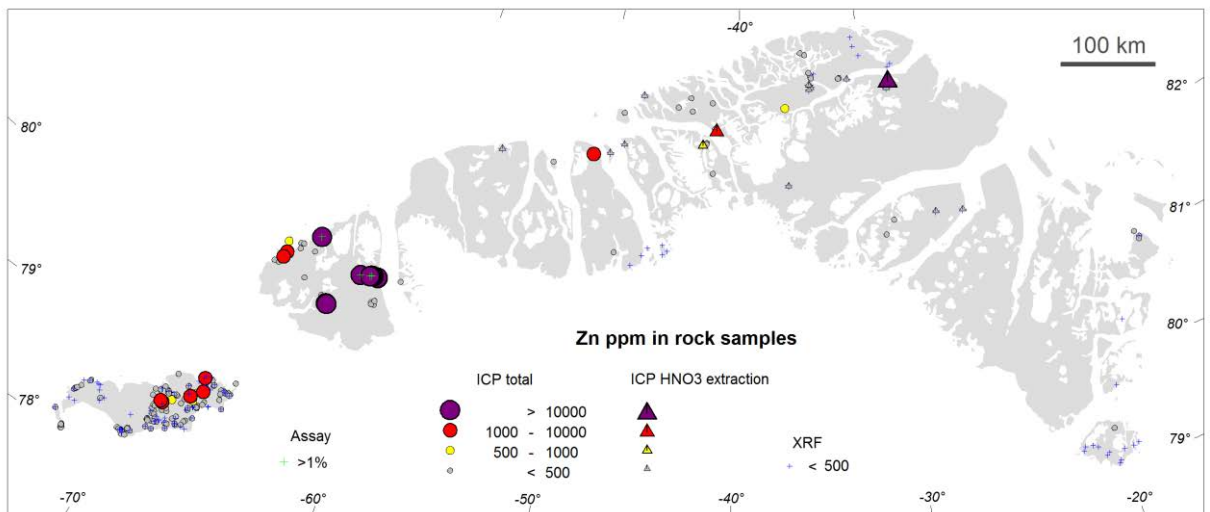 -40°
100 km
82°
80°
81°
79°
80°
Zn ppm in rock samples
ICP total ICP HNO3 extraction
> 10000
Assay 1000 - 10000 XRF
>1% 500 - 1000 < 500
< 500
78°
79°
-70° -60° -40° -30° -20°